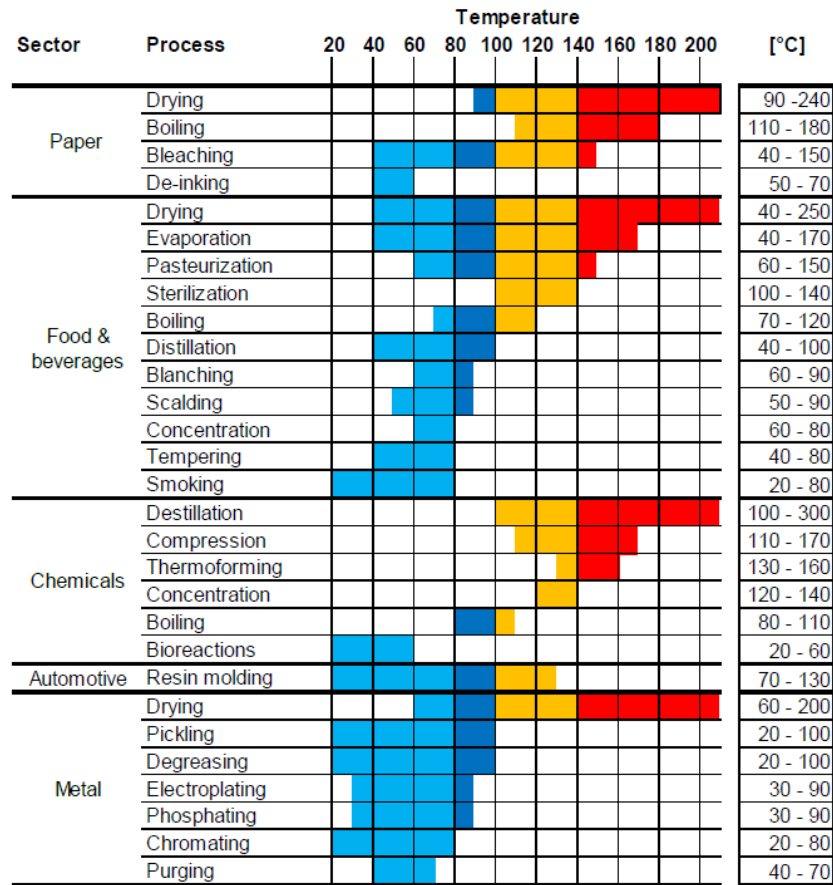 Temperature
Sector Process 20 40 60 80 100 120 140 160 180 200 [°C]
Paper
Drying 90 -240
Boiling 110 - 180
Bleaching 40 - 150
De-inking 50 - 70
Food & beverages
Drying 40 - 250
Evaporation 40 - 170
Pasteurization 60 - 150
Sterilization 100 - 140
Boiling 70 - 120
Distillation 40 - 100
Blanching 60 - 90
Scalding 50 - 90
Concentration 60 - 80
Tempering 40 - 80
Smoking 20 - 80
Chemicals
Destillation 100 - 300
Compression 110 - 170
Thermoforming 130 - 160
Concentration 120 - 140
Boiling 80 - 110
Bioreactions 20 - 60
Automotive Resin molding 70 - 130
Metal
Drying 60 - 200
Pickling 20 - 100
Degreasing 20 - 100
Electroplating 30 - 90
Phosphating 30 - 90
Chromating 20 - 80
Purging 40 - 70